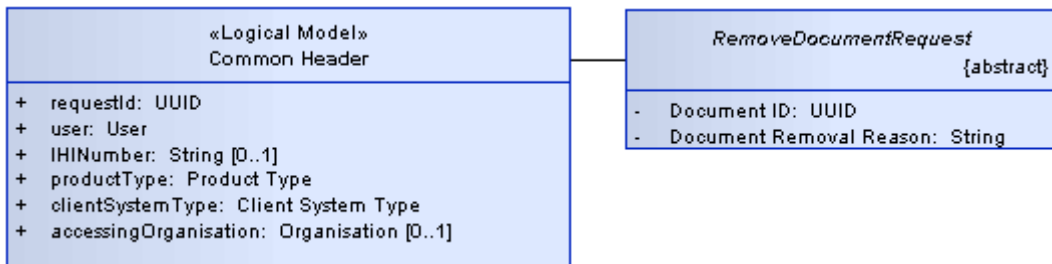 «Logical Model»
Common Header
+ requestId: UUID
+ user: User
+ IHINumber: String [0..1]
+ productType: Product Type
+ clientSystemType: Client System Type
+ accessingOrganisation: Organisation [0..1]
RemoveDocumentRequest
{abstract}
- Document ID: UUID
- Document Removal Reason: String